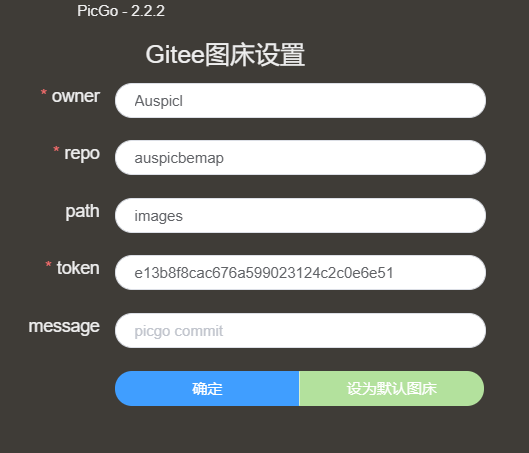 PicGo - 2.2.2
Gitee图床设置
* owner
Auspicl
* repo
auspicbemap
path
images
* token
e13b8f8cac676a599023124c2c0e6e51
message
picgo commit
确定
设为默认图床